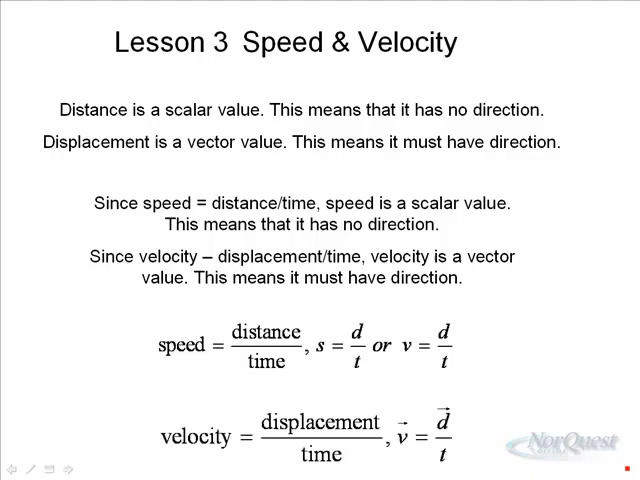 Lesson 3 Speed & Velocity
Distance is a scalar value. This means that it has no direction.
Displacement is a vector value. This means it must have direction.
Since speed = distance/time, speed is a scalar value.
This means that it has no direction.
Since velocity – displacement/time, velocity is a vector
value. This means it must have direction.
speed = distance/time, s = d/t or v = d/t
velocity = displacement/time, v⃗ = d⃗/t
NorQuest